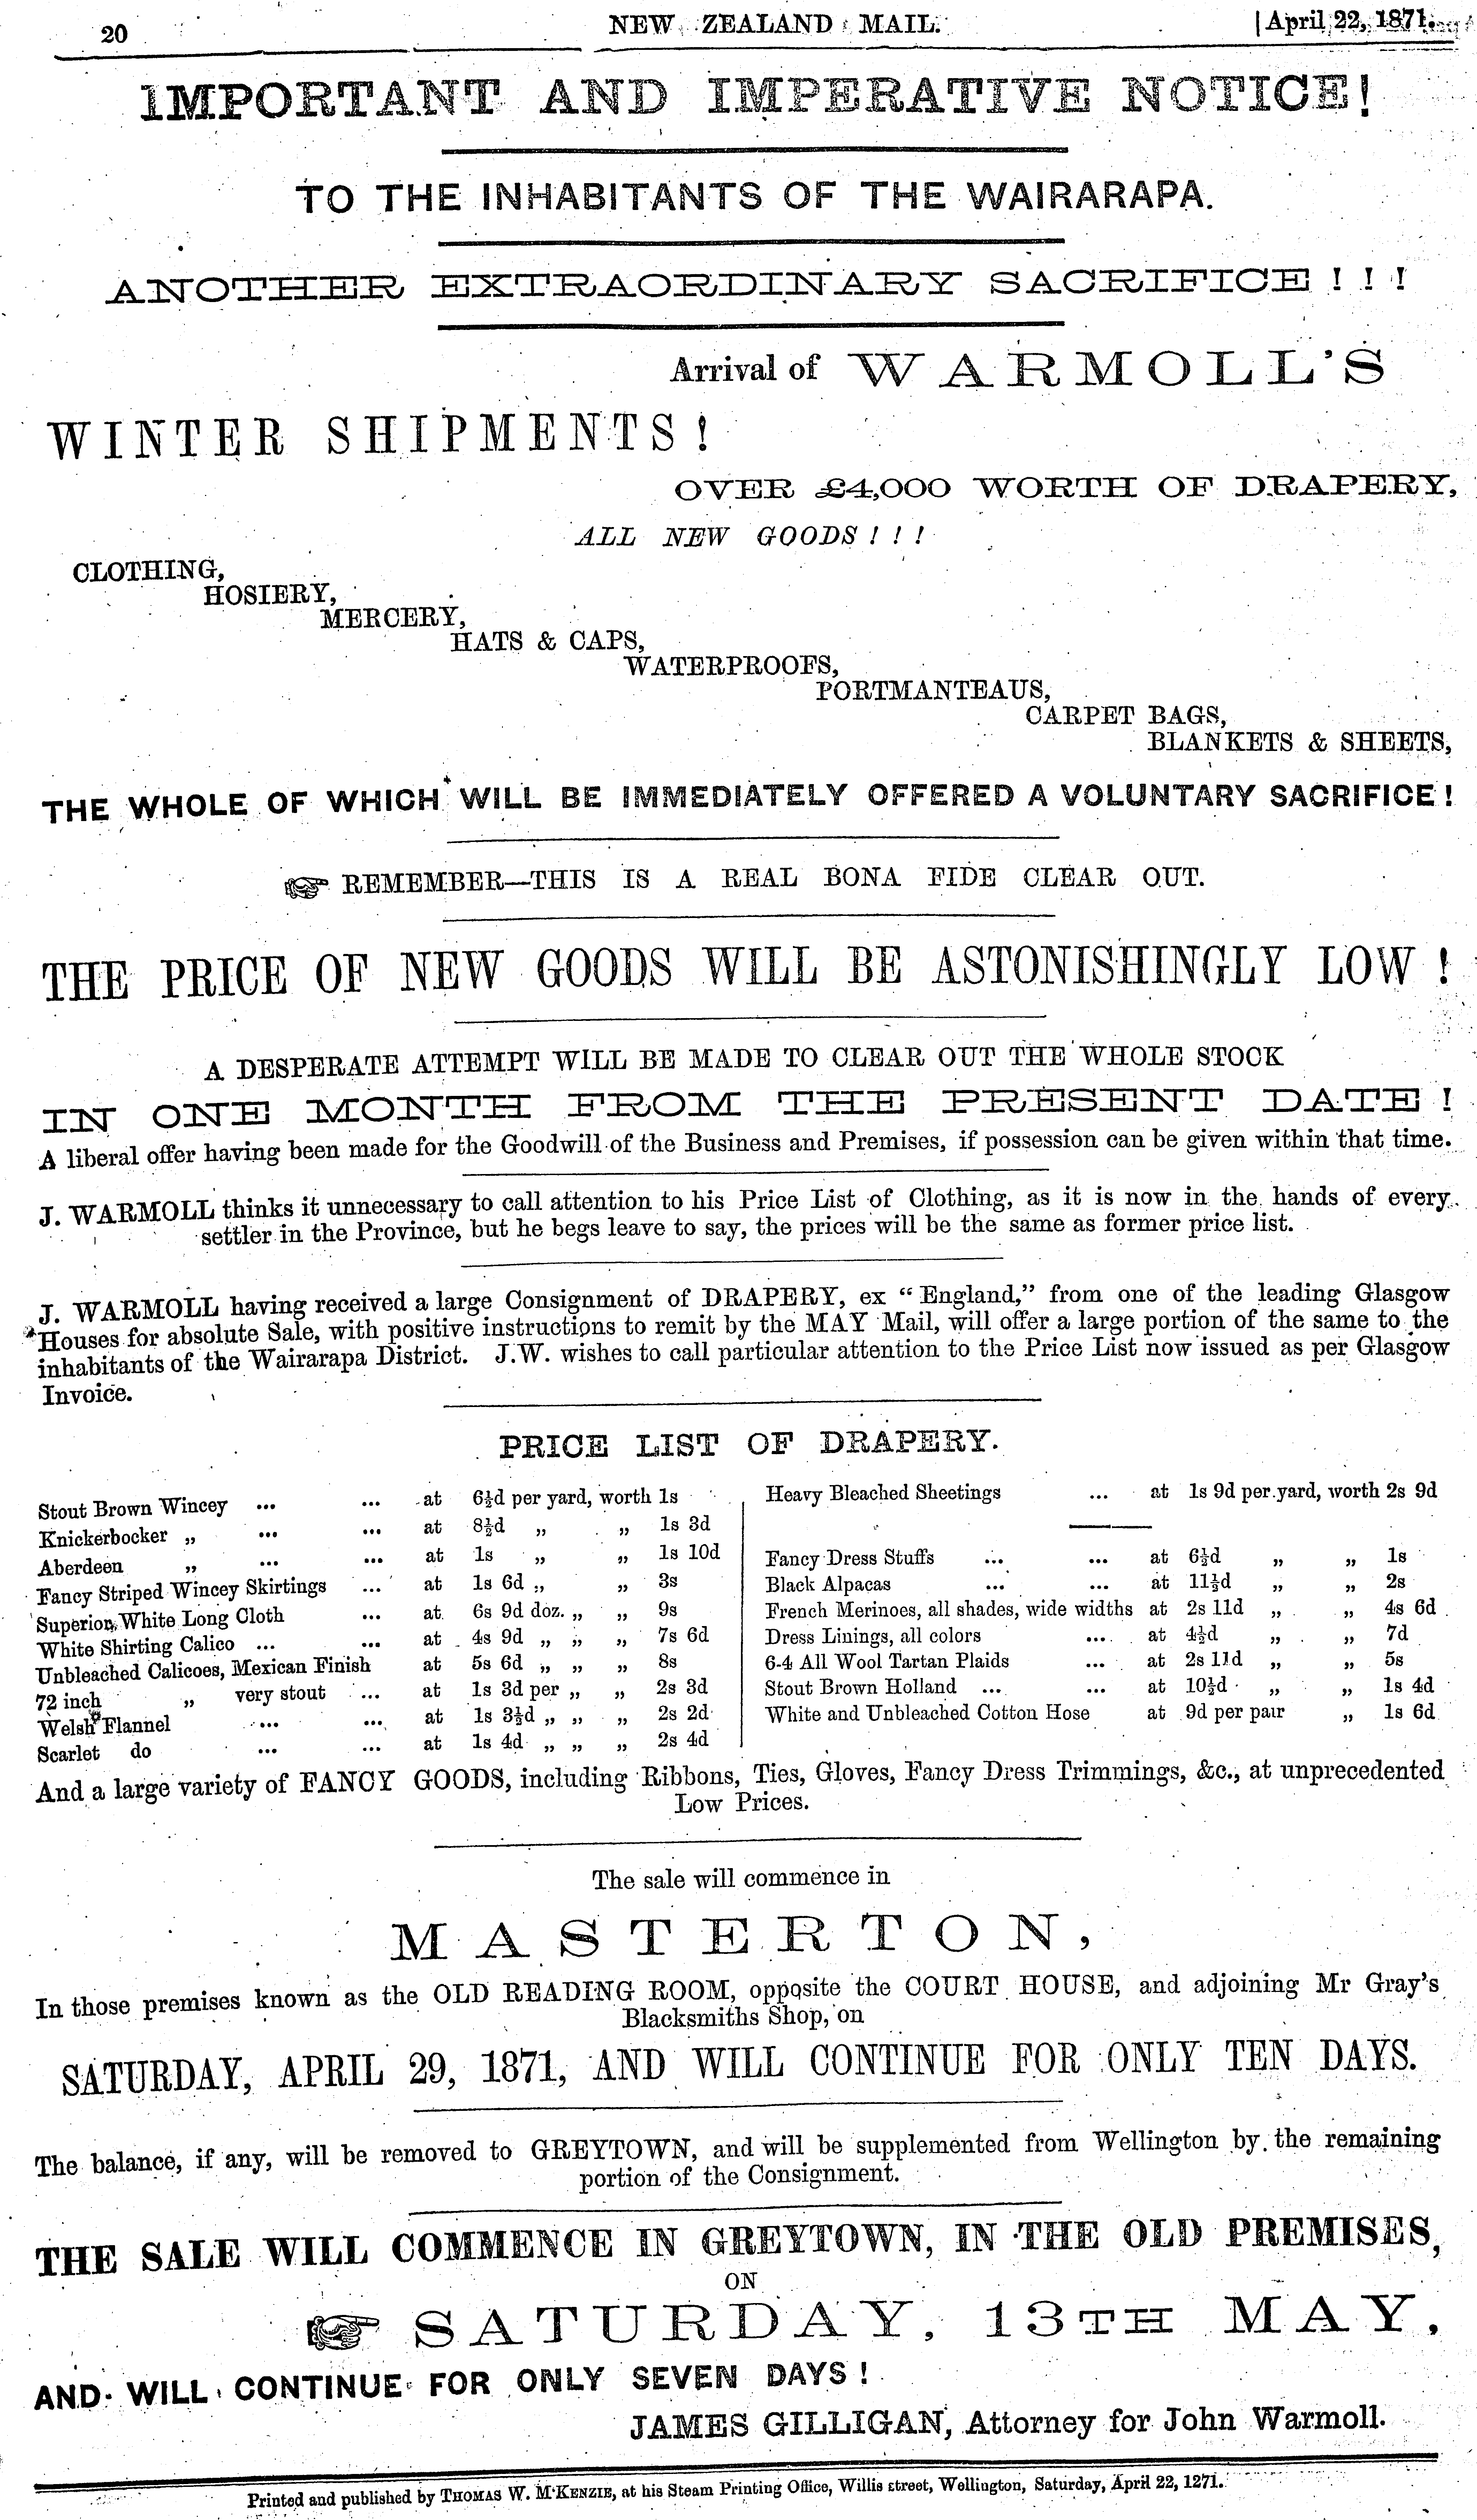 20 NEW ZEALAND MAIL. [April 22, 1871.
IMPORTANT AND IMPERATIVE NOTICE!
TO THE INHABITANTS OF THE WAIRARAPA.
ANOTHER EXTRAORDINARY SACRIFICE!!!
Arrival of WARMOLL'S
WINTER SHIPMENTS!
OVER £4,000 WORTH OF DRAPERY,
ALL NEW GOODS!!!
CLOTHING,
HOSIERY,
MERCERY,
HATS & CAPS,
WATERPROOFS,
PORTMANTEAUS,
CARPET BAGS,
BLANKETS & SHEETS,
THE WHOLE OF WHICH WILL BE IMMEDIATELY OFFERED A VOLUNTARY SACRIFICE!
☞ REMEMBER—THIS IS A REAL BONA FIDE CLEAR OUT.
THE PRICE OF NEW GOODS WILL BE ASTONISHINGLY LOW!
A DESPERATE ATTEMPT WILL BE MADE TO CLEAR OUT THE WHOLE STOCK
IN ONE MONTH FROM THE PRESENT DATE!
A liberal offer having been made for the Goodwill of the Business and Premises, if possession can be given within that time.
J. WARMOLL thinks it unnecessary to call attention to his Price List of Clothing, as it is now in the hands of every
settler in the Province, but he begs leave to say, the prices will be the same as former price list.
J. WARMOLL having received a large Consignment of DRAPERY, ex "England," from one of the leading Glasgow
Houses for absolute Sale, with positive instructions to remit by the MAY Mail, will offer a large portion of the same to the
inhabitants of the Wairarapa District. J.W. wishes to call particular attention to the Price List now issued as per Glasgow
Invoice.
PRICE LIST OF DRAPERY.
Stout Brown Wincey ... ... at 6½d per yard, worth 1s
Knickerbocker „ ... ... at 8½d „ „ 1s 3d
Aberdeen „ ... ... at 1s „ „ 1s 10d
Fancy Striped Wincey Skirtings ... at 1s 6d „ „ 3s
Superior White Long Cloth ... at 6s 9d doz. „ „ 9s
White Shirting Calico ... ... at 4s 9d „ „ „ 7s 6d
Unbleached Calicoes, Mexican Finish at 5s 6d „ „ „ 8s
72 inch „ very stout ... at 1s 3d per „ „ 2s 3d
Welsh Flannel ... ... at 1s 3½d „ „ „ 2s 2d
Scarlet do ... ... at 1s 4d „ „ „ 2s 4d
Heavy Bleached Sheetings ... at 1s 9d per yard, worth 2s 9d
Fancy Dress Stuffs ... ... at 6½d „ „ 1s
Black Alpacas ... ... at 11½d „ „ 2s
French Merinoes, all shades, wide widths at 2s 11d „ „ 4s 6d
Dress Linings, all colors ... at 4½d „ „ 7d
6-4 All Wool Tartan Plaids ... at 2s 11d „ „ 5s
Stout Brown Holland ... ... at 10½d „ „ 1s 4d
White and Unbleached Cotton Hose at 9d per pair „ 1s 6d
And a large variety of FANCY GOODS, including Ribbons, Ties, Gloves, Fancy Dress Trimmings, &c., at unprecedented
Low Prices.
The sale will commence in
MASTERTON,
In those premises known as the OLD READING ROOM, opposite the COURT HOUSE, and adjoining Mr Gray's
Blacksmiths Shop, on
SATURDAY, APRIL 29, 1871, AND WILL CONTINUE FOR ONLY TEN DAYS.
The balance, if any, will be removed to GREYTOWN, and will be supplemented from Wellington by the remaining
portion of the Consignment.
THE SALE WILL COMMENCE IN GREYTOWN, IN THE OLD PREMISES,
ON
☞ SATURDAY, 13TH MAY,
AND WILL CONTINUE FOR ONLY SEVEN DAYS!
JAMES GILLIGAN, Attorney for John Warmoll.
Printed and published by THOMAS W. M'KENZIE, at his Steam Printing Office, Willis street, Wellington, Saturday, April 22, 1271.